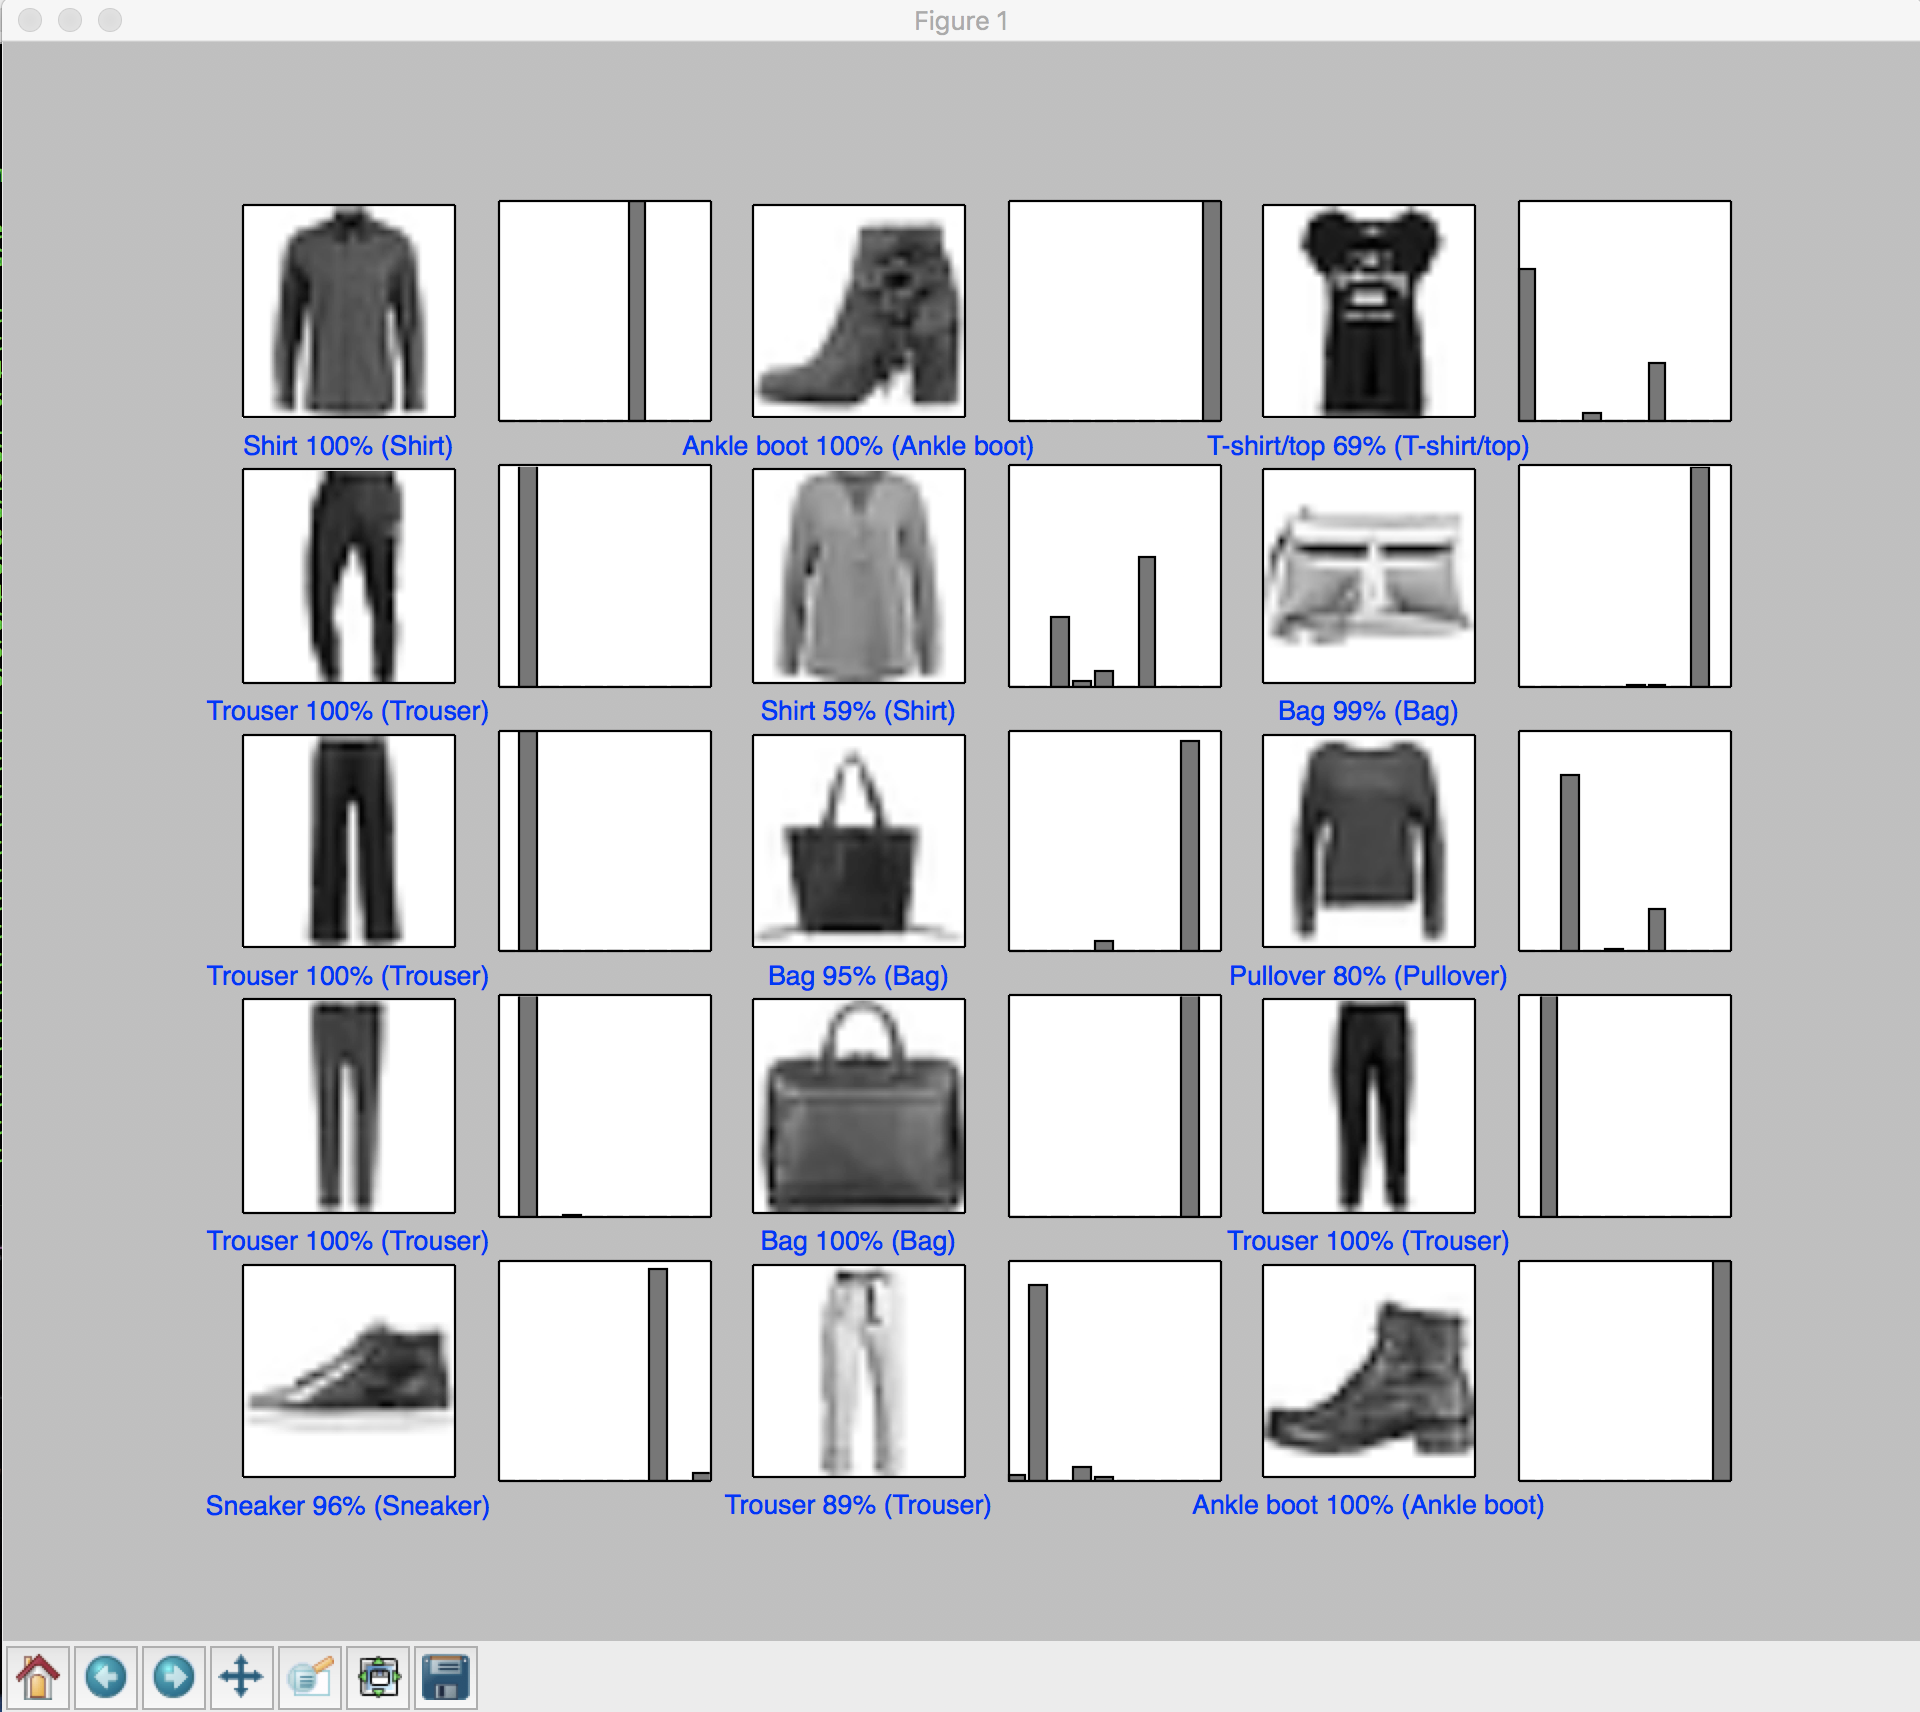 Figure 1
Shirt 100% (Shirt)
Ankle boot 100% (Ankle boot)
T-shirt/top 69% (T-shirt/top)
Trouser 100% (Trouser)
Shirt 59% (Shirt)
Bag 99% (Bag)
Trouser 100% (Trouser)
Bag 95% (Bag)
Pullover 80% (Pullover)
Trouser 100% (Trouser)
Bag 100% (Bag)
Trouser 100% (Trouser)
Sneaker 96% (Sneaker)
Trouser 89% (Trouser)
Ankle boot 100% (Ankle boot)